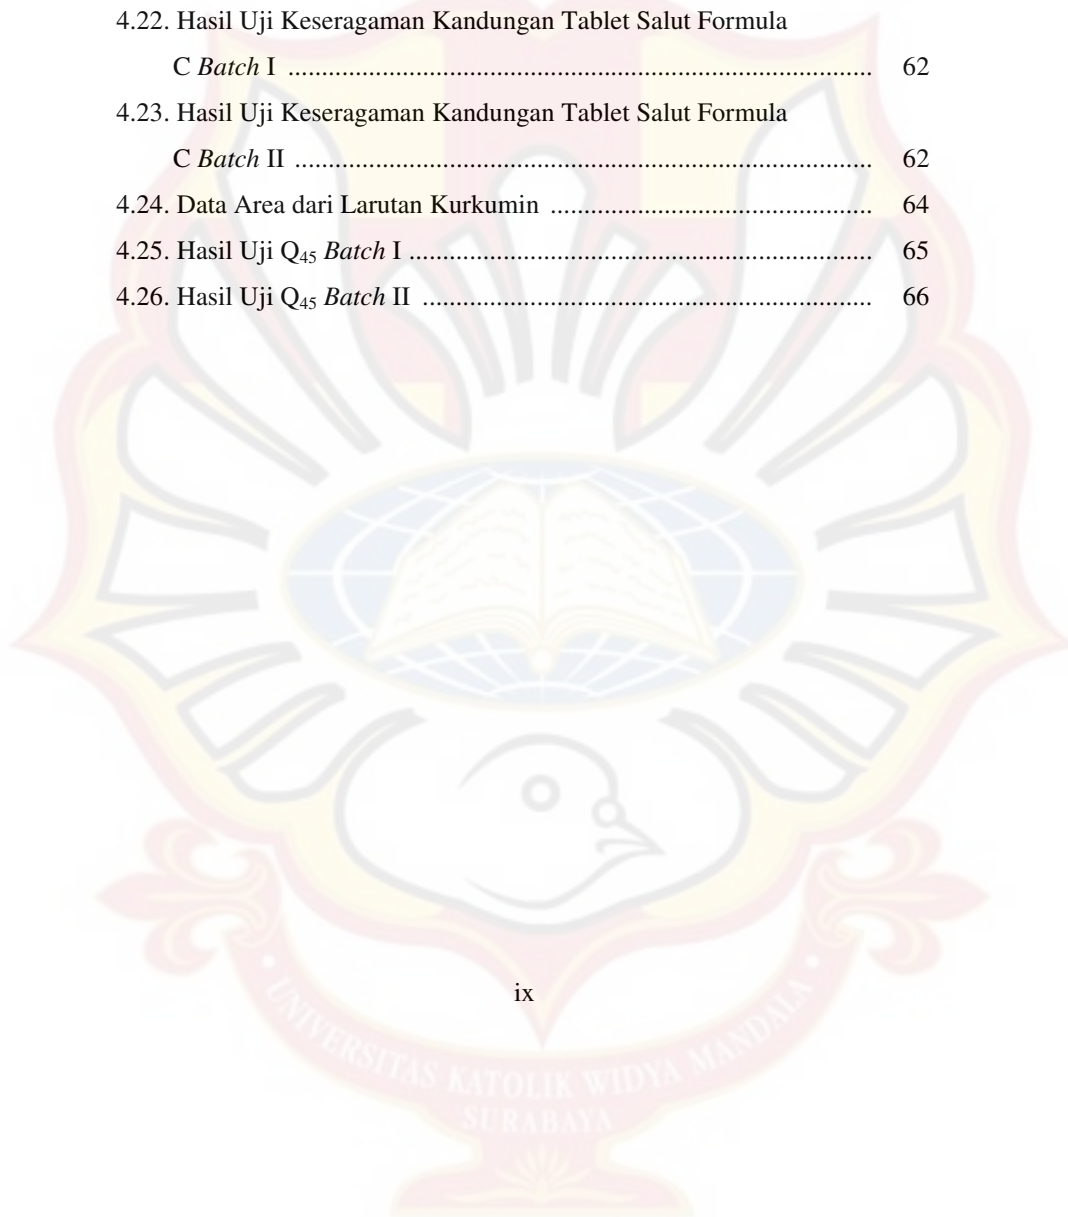 4.22. Hasil Uji Keseragaman Kandungan Tablet Salut Formula
C Batch I ....................................................................................... 62
4.23. Hasil Uji Keseragaman Kandungan Tablet Salut Formula
C Batch II ...................................................................................... 62
4.24. Data Area dari Larutan Kurkumin ................................................ 64
4.25. Hasil Uji Q₄₅ Batch I ..................................................................... 65
4.26. Hasil Uji Q₄₅ Batch II ................................................................... 66
ix
UNIVERSITAS KATOLIK WIDYA MANDALA
SURABAYA